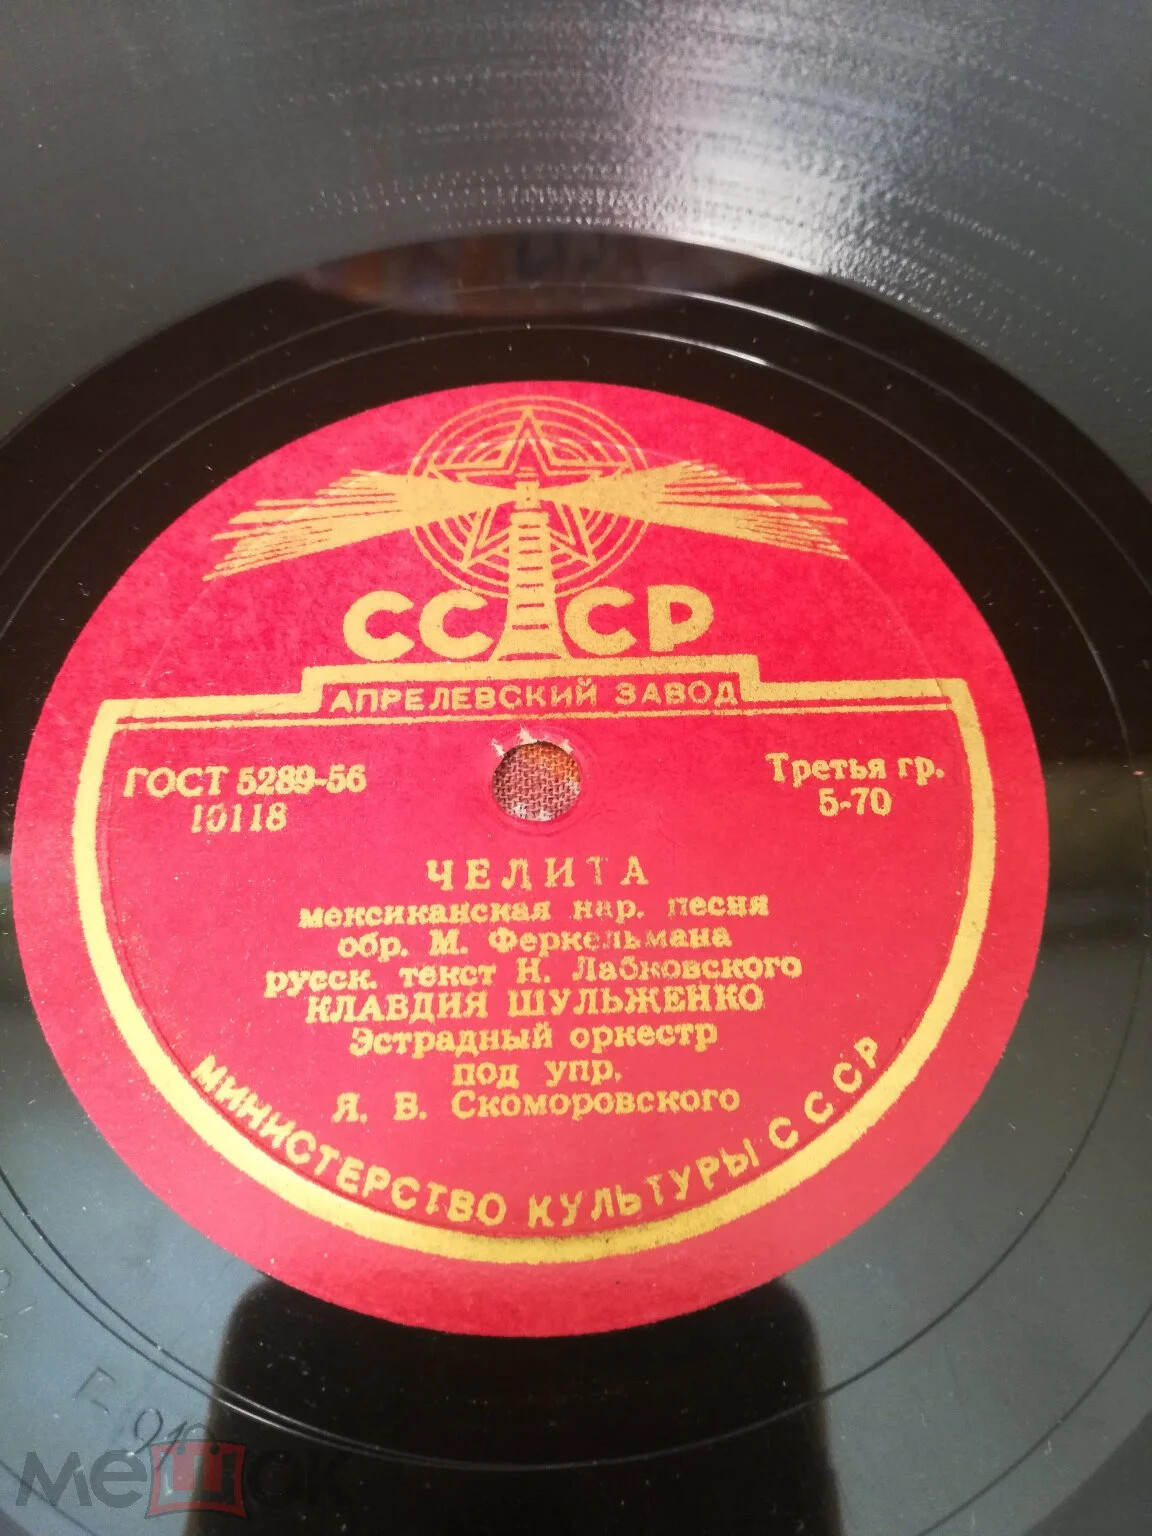 СССР
АПРЕЛЕВСКИЙ ЗАВОД
ГОСТ 5289-56
10118
Третья гр.
5-70
ЧЕЛИТА
мексиканская нар. песня
обр. М. Феркельмана
русск. текст Н. Лабковского
КЛАВДИЯ ШУЛЬЖЕНКО
Эстрадный оркестр
под упр.
Я. В. Скоморовского
МИНИСТЕРСТВО КУЛЬТУРЫ СССР
мешок